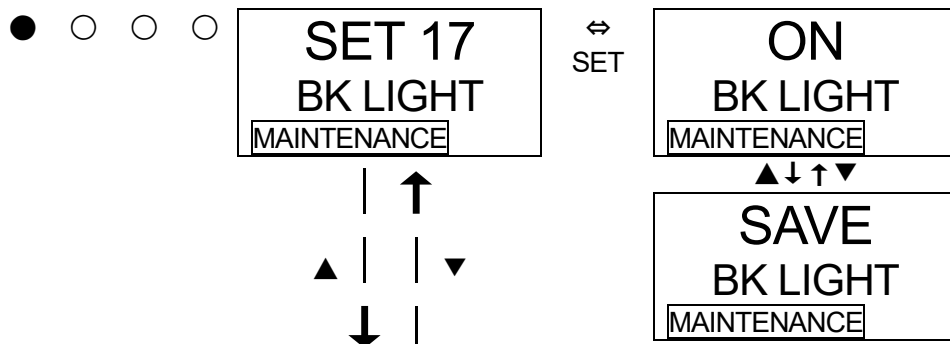 SET 17
BK LIGHT
MAINTENANCE
⇔
SET
ON
BK LIGHT
MAINTENANCE
▲↓↑▼
SAVE
BK LIGHT
MAINTENANCE
▲ ▼